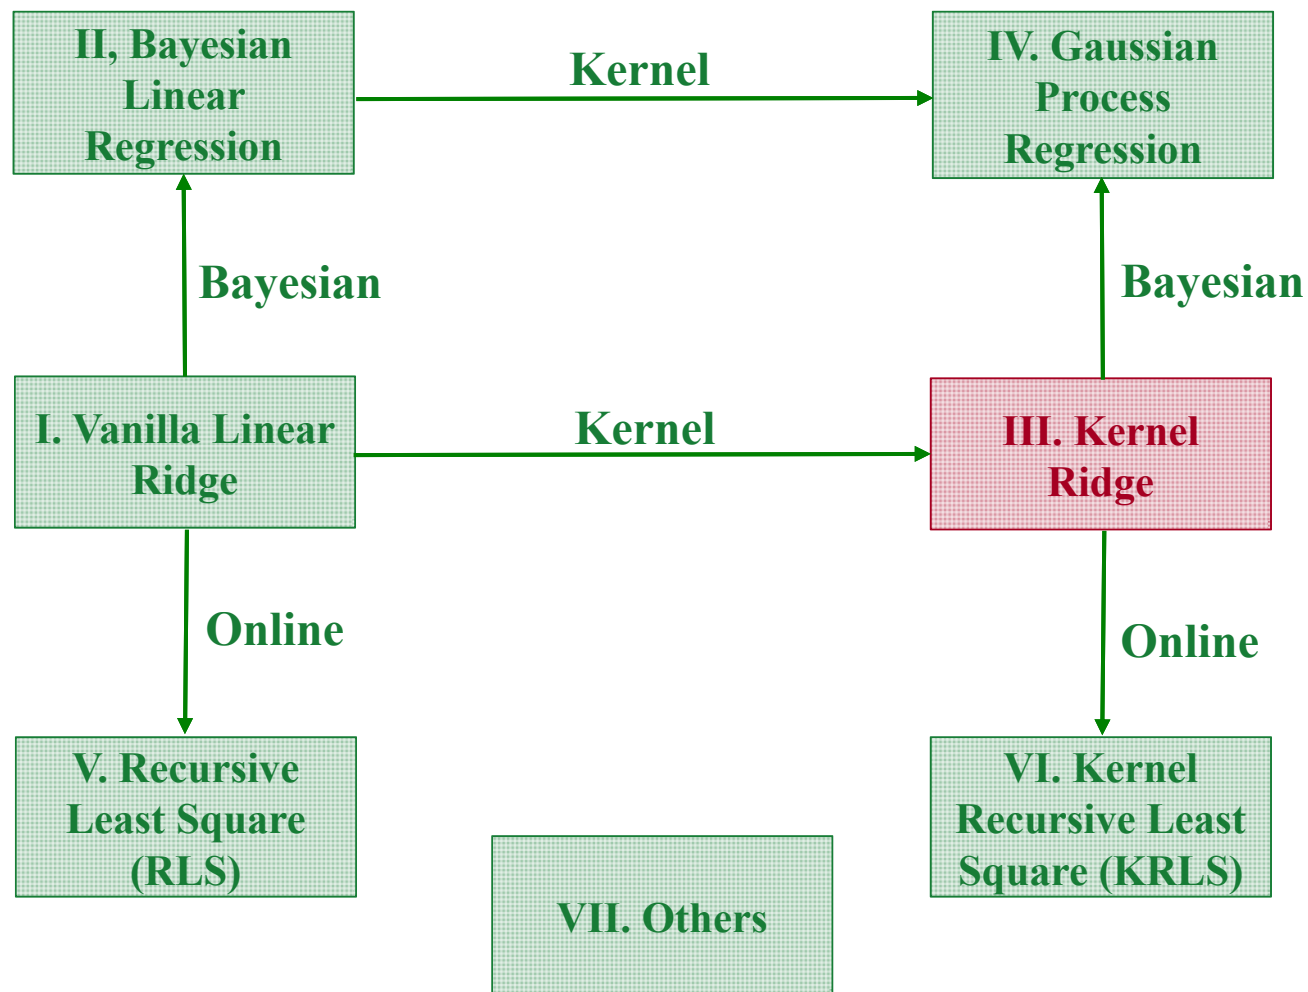 II, Bayesian
Linear
Regression
Kernel
IV. Gaussian
Process
Regression
Bayesian
Bayesian
I. Vanilla Linear
Ridge
Kernel
III. Kernel
Ridge
Online
Online
V. Recursive
Least Square
(RLS)
VI. Kernel
Recursive Least
Square (KRLS)
VII. Others